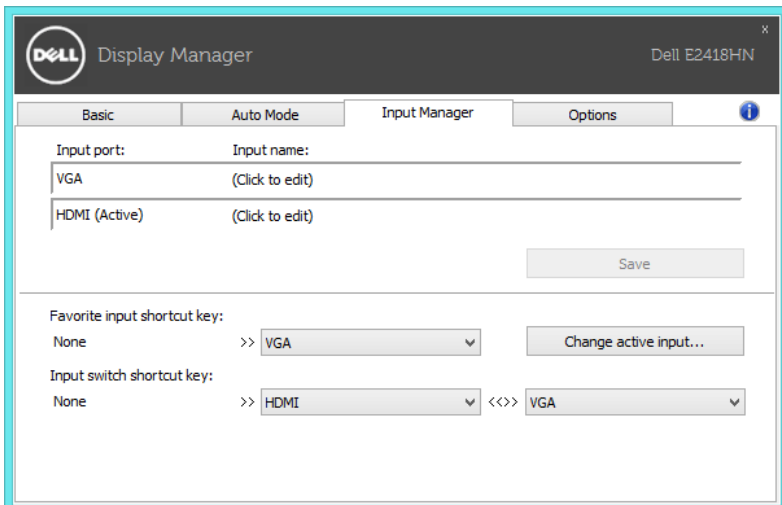 x
DELL Display Manager Dell E2418HN
Basic Auto Mode Input Manager Options i
Input port: Input name:
VGA (Click to edit)
HDMI (Active) (Click to edit)
Save
Favorite input shortcut key:
None >> VGA Change active input...
Input switch shortcut key:
None >> HDMI <<>> VGA